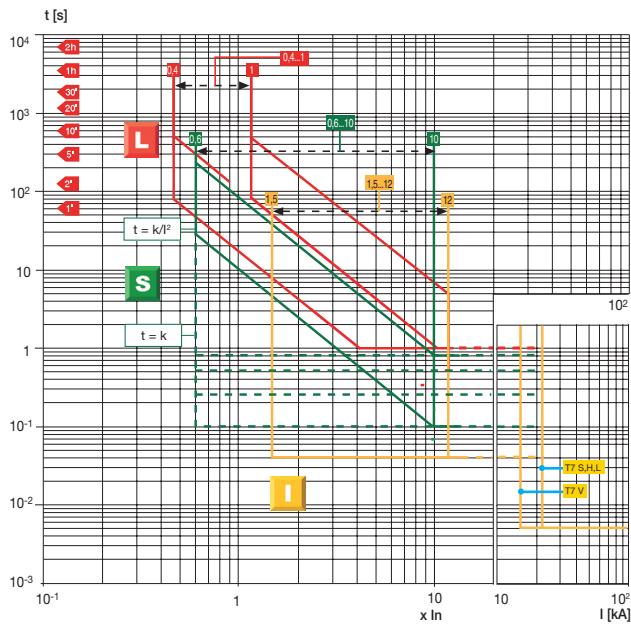 t [s]
10⁴
2h
1h
30'
20'
10³
10'
5'
10²
2'
1'
10
1
10⁻¹
10⁻²
10⁻³
0,4
1
0,4...1
L
0,6
0,6...10
10
1,5
1,5...12
12
t = k/I²
S
t = k
I
10²
T7 S,H,L
T7 V
10⁻¹
1
10
x In
10
10²
I [kA]